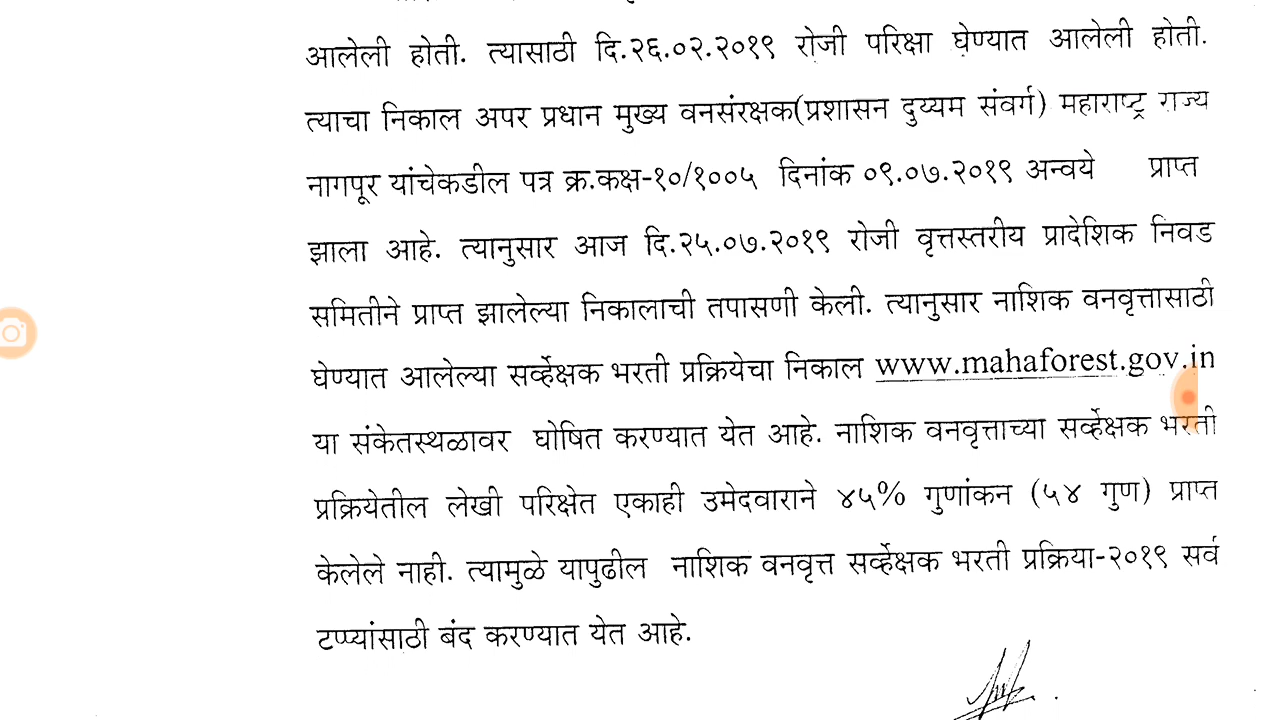 आलेली होती. त्यासाठी दि.२६.०२.२०१९ रोजी परिक्षा घेण्यात आलेली होती.
त्याचा निकाल अपर प्रधान मुख्य वनसंरक्षक(प्रशासन दुय्यम संवर्ग) महाराष्ट्र राज्य
नागपूर यांचेकडील पत्र क्र.कक्ष-१०/१००५ दिनांक ०९.०७.२०१९ अन्वये प्राप्त
झाला आहे. त्यानुसार आज दि.२५.०७.२०१९ रोजी वृत्तस्तरीय प्रादेशिक निवड
समितीने प्राप्त झालेल्या निकालाची तपासणी केली. त्यानुसार नाशिक वनवृत्तासाठी
घेण्यात आलेल्या सर्व्हेक्षक भरती प्रक्रियेचा निकाल www.mahaforest.gov.in
या संकेतस्थळावर घोषित करण्यात येत आहे. नाशिक वनवृत्ताच्या सर्व्हेक्षक भरती
प्रक्रियेतील लेखी परिक्षेत एकाही उमेदवाराने ४५% गुणांकन (५४ गुण) प्राप्त
केलेले नाही. त्यामुळे यापुढील नाशिक वनवृत्त सर्व्हेक्षक भरती प्रक्रिया-२०१९ सर्व
टप्प्यांसाठी बंद करण्यात येत आहे.